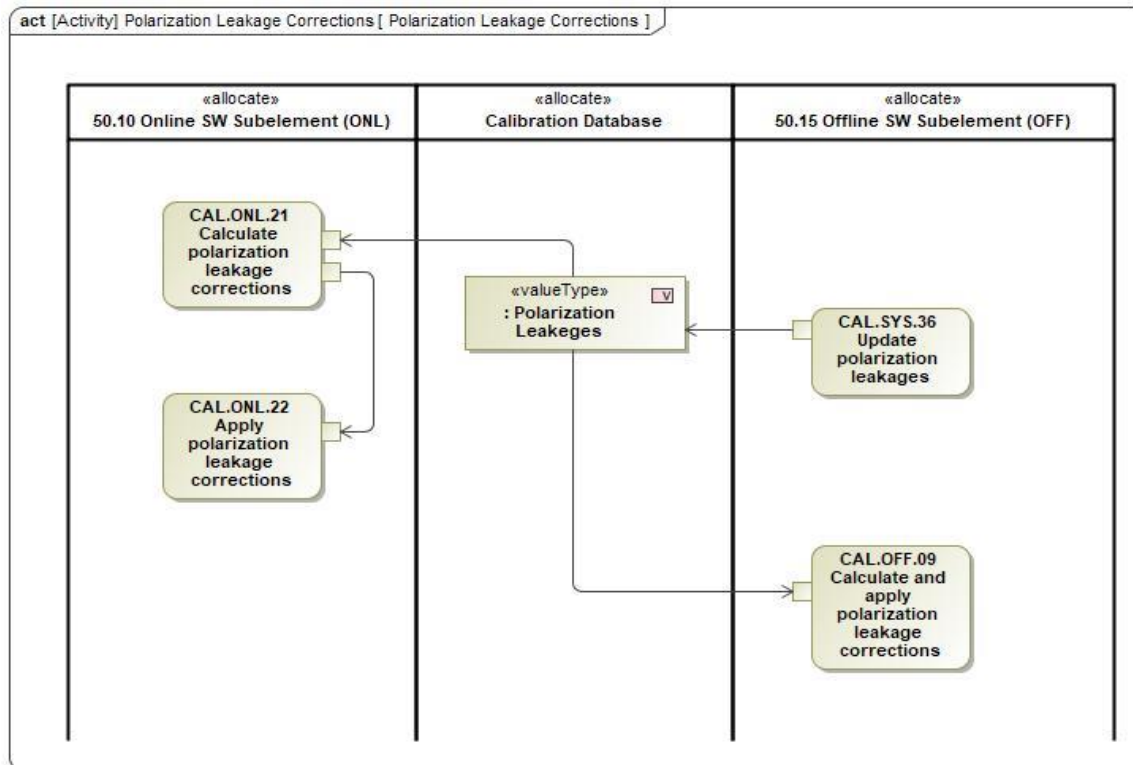 act [Activity] Polarization Leakage Corrections [ Polarization Leakage Corrections ]
«allocate»
50.10 Online SW Subelement (ONL)
«allocate»
Calibration Database
«allocate»
50.15 Offline SW Subelement (OFF)
CAL.ONL.21
Calculate
polarization
leakage
corrections
«valueType»
V
: Polarization
Leakeges
CAL.SYS.36
Update
polarization
leakages
CAL.ONL.22
Apply
polarization
leakage
corrections
CAL.OFF.09
Calculate and
apply
polarization
leakage
corrections